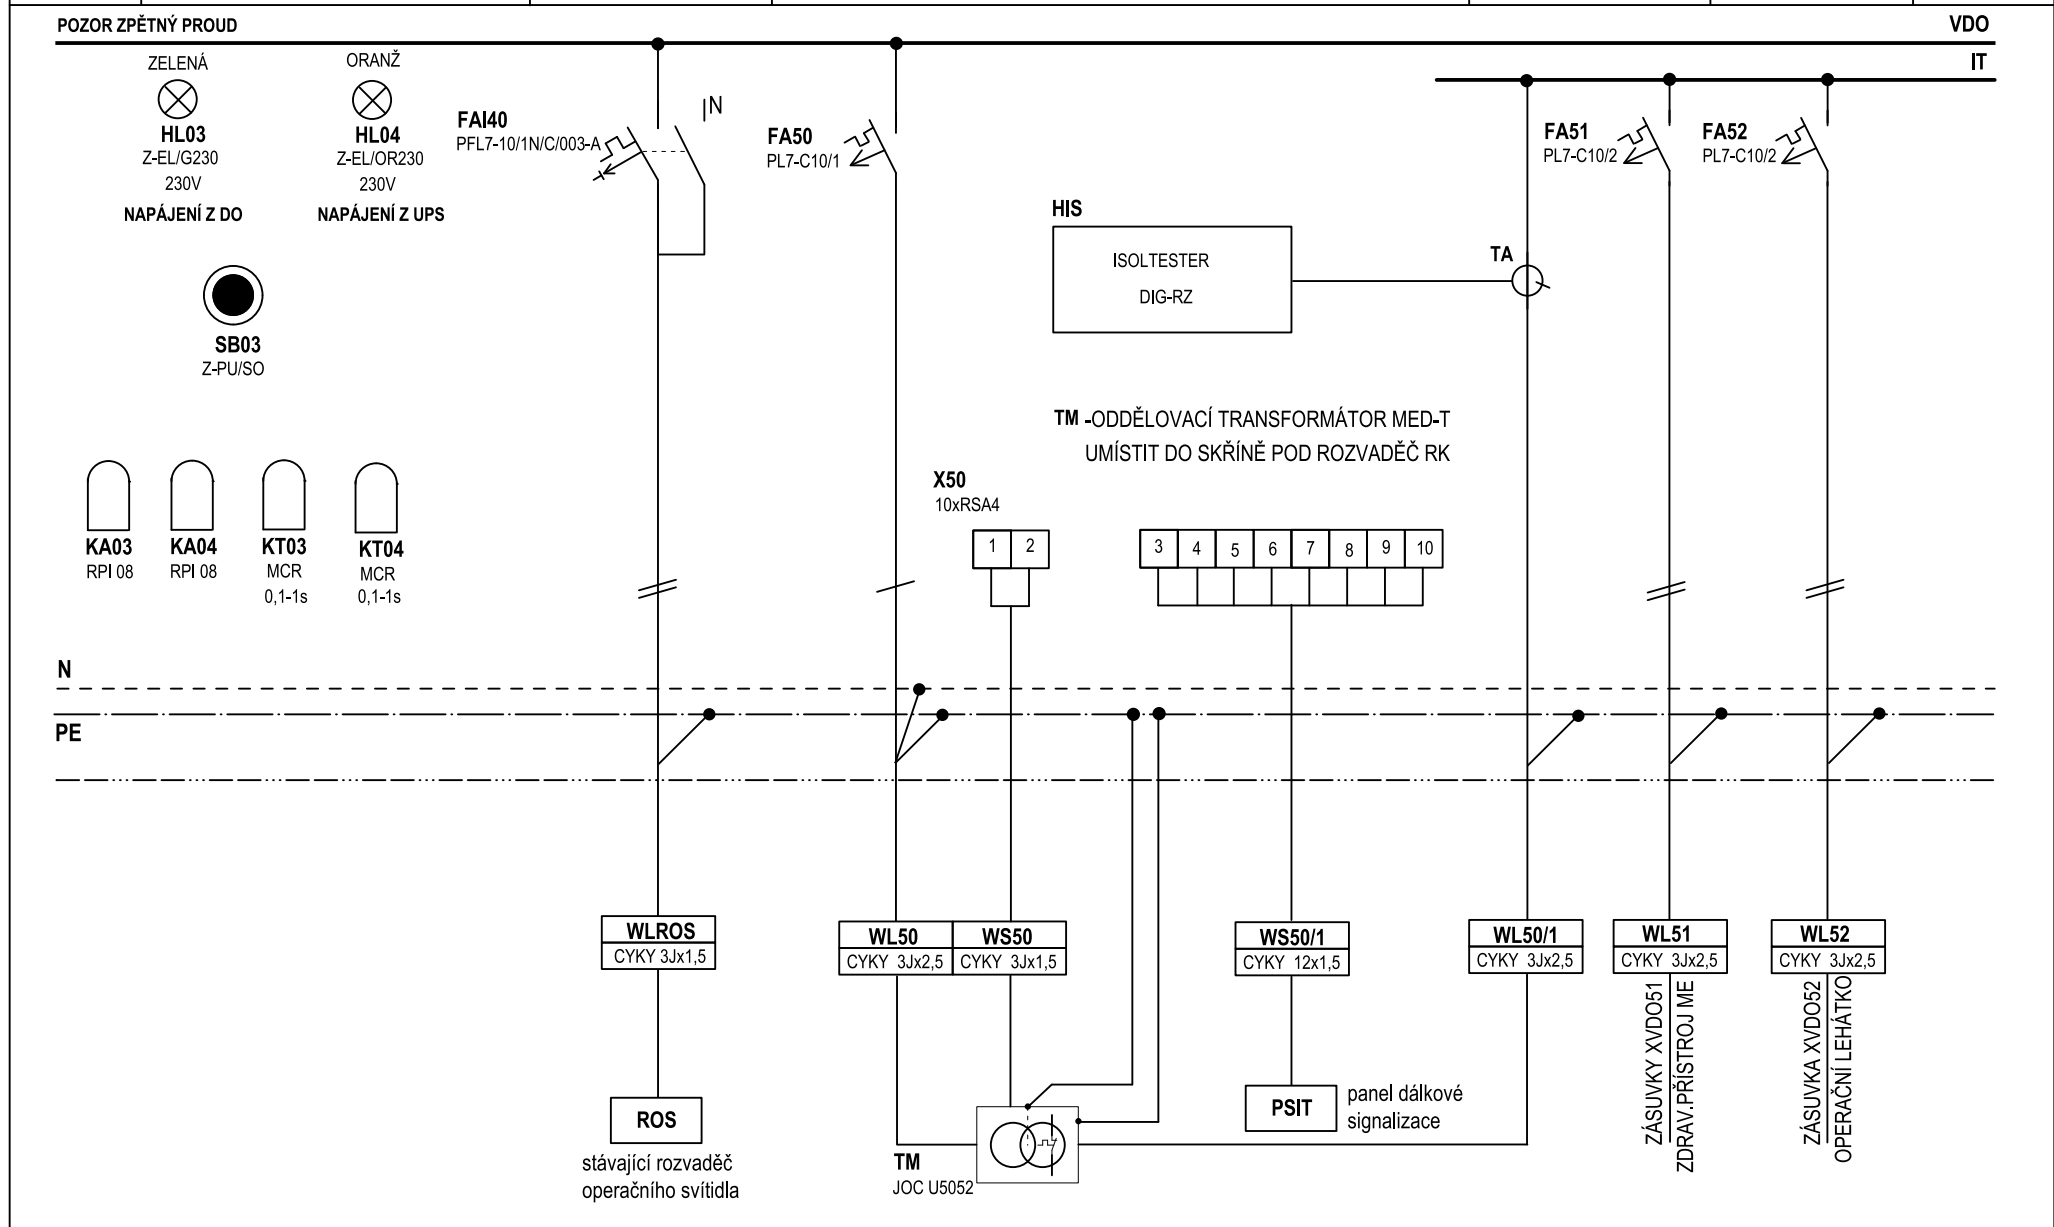 POZOR ZPĚTNÝ PROUD
VDO
IT
ZELENÁ
HL03
Z-EL/G230
230V
NAPÁJENÍ Z DO
ORANŽ
HL04
Z-EL/OR230
230V
NAPÁJENÍ Z UPS
SB03
Z-PU/SO
FAI40
PFL7-10/1N/C/003-A
N
FA50
PL7-C10/1
FA51
PL7-C10/2
FA52
PL7-C10/2
HIS
ISOLTESTER
DIG-RZ
TA
TM -ODDĚLOVACÍ TRANSFORMÁTOR MED-T
UMÍSTIT DO SKŘÍNĚ POD ROZVADĚČ RK
KA03
RPI 08
KA04
RPI 08
KT03
MCR
0,1-1s
KT04
MCR
0,1-1s
X50
10xRSA4
1 2 3 4 5 6 7 8 9 10
N
PE
WLROS
CYKY 3Jx1,5
WL50
CYKY 3Jx2,5
WS50
CYKY 3Jx1,5
WS50/1
CYKY 12x1,5
WL50/1
CYKY 3Jx2,5
WL51
CYKY 3Jx2,5
WL52
CYKY 3Jx2,5
ROS
stávající rozvaděč
operačního svítidla
TM
JOC U5052
PSIT
panel dálkové
signalizace
ZÁSUVKY XVDO51
ZDRAV.PŘÍSTROJ ME
ZÁSUVKA XVDO52
OPERAČNÍ LEHÁTKO